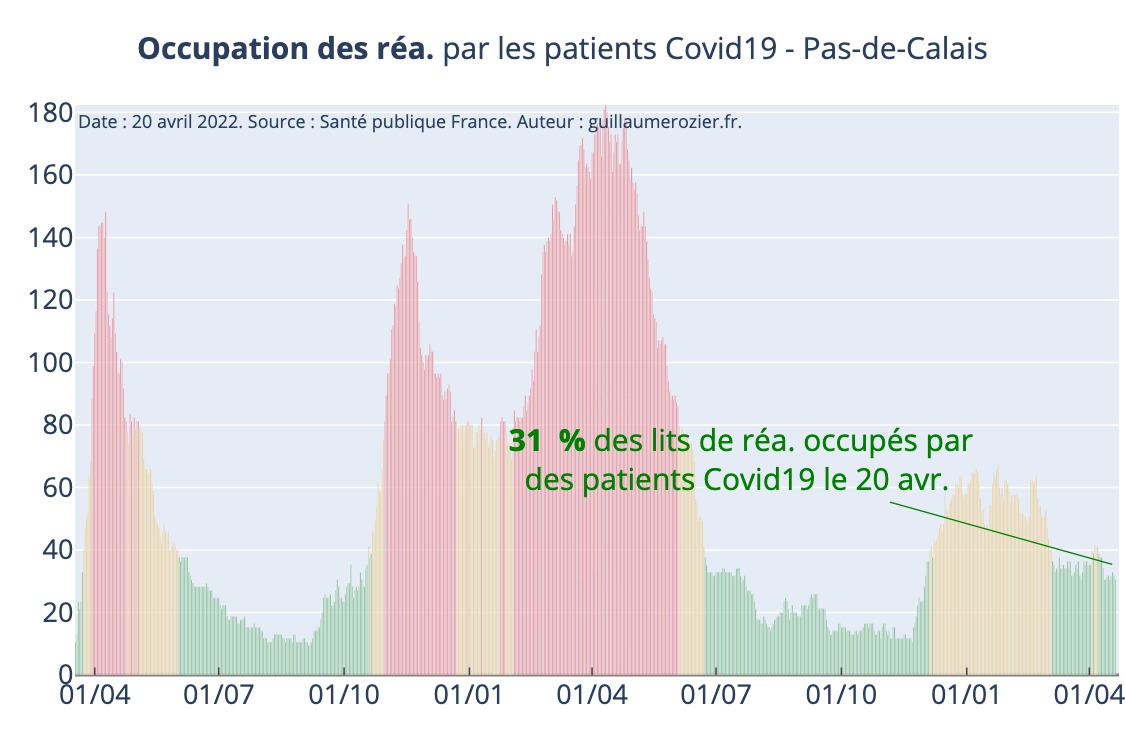 Occupation des réa. par les patients Covid19 - Pas-de-Calais
180
Date : 20 avril 2022. Source : Santé publique France. Auteur : guillaumerozier.fr.
160
140
120
100
80
31 % des lits de réa. occupés par
des patients Covid19 le 20 avr.
60
40
20
0
01/04 01/07 01/10 01/01 01/04 01/07 01/10 01/01 01/04